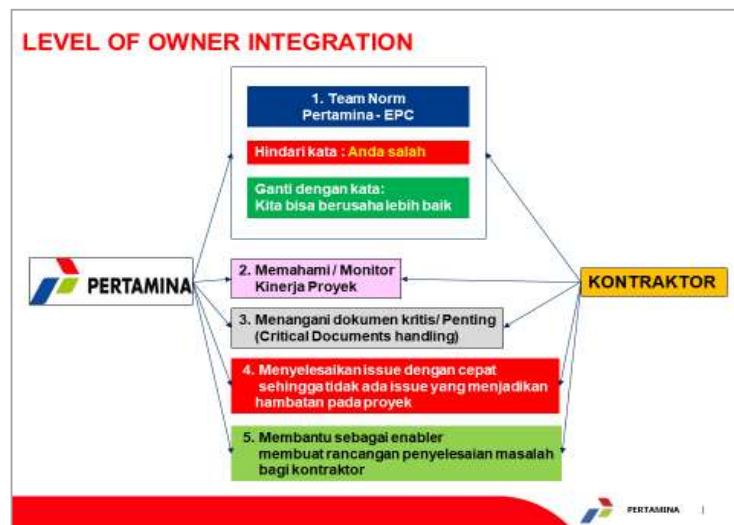 LEVEL OF OWNER INTEGRATION
1. Team Norm
Pertamina - EPC
Hindari kata : Anda salah
Ganti dengan kata:
Kita bisa berusaha lebih baik
PERTAMINA
2. Memahami / Monitor
Kinerja Proyek
KONTRAKTOR
3. Menangani dokumen kritis/ Penting
(Critical Documents handling)
4. Menyelesaikan issue dengan cepat
sehingga tidak ada issue yang menjadikan
hambatan pada proyek
5. Membantu sebagai enabler
membuat rancangan penyelesaian masalah
bagi kontraktor
PERTAMINA |